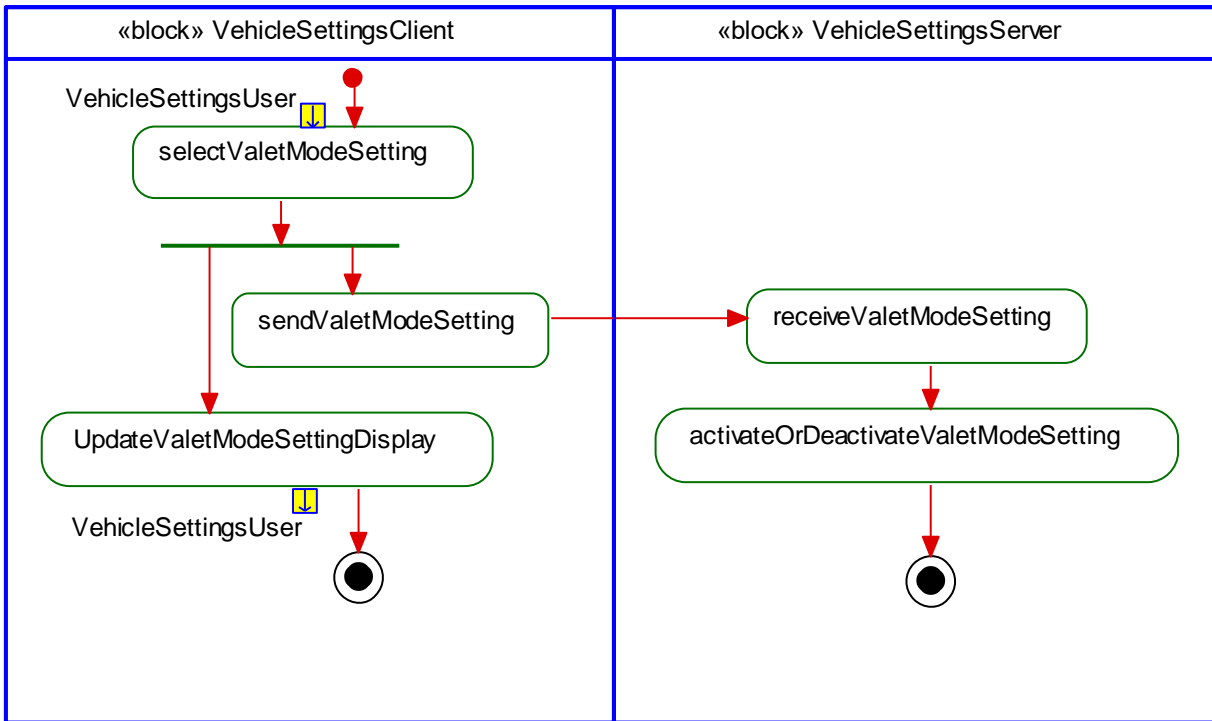 «block» VehicleSettingsClient
«block» VehicleSettingsServer
VehicleSettingsUser
selectValetModeSetting
sendValetModeSetting
receiveValetModeSetting
UpdateValetModeSettingDisplay
activateOrDeactivateValetModeSetting
VehicleSettingsUser